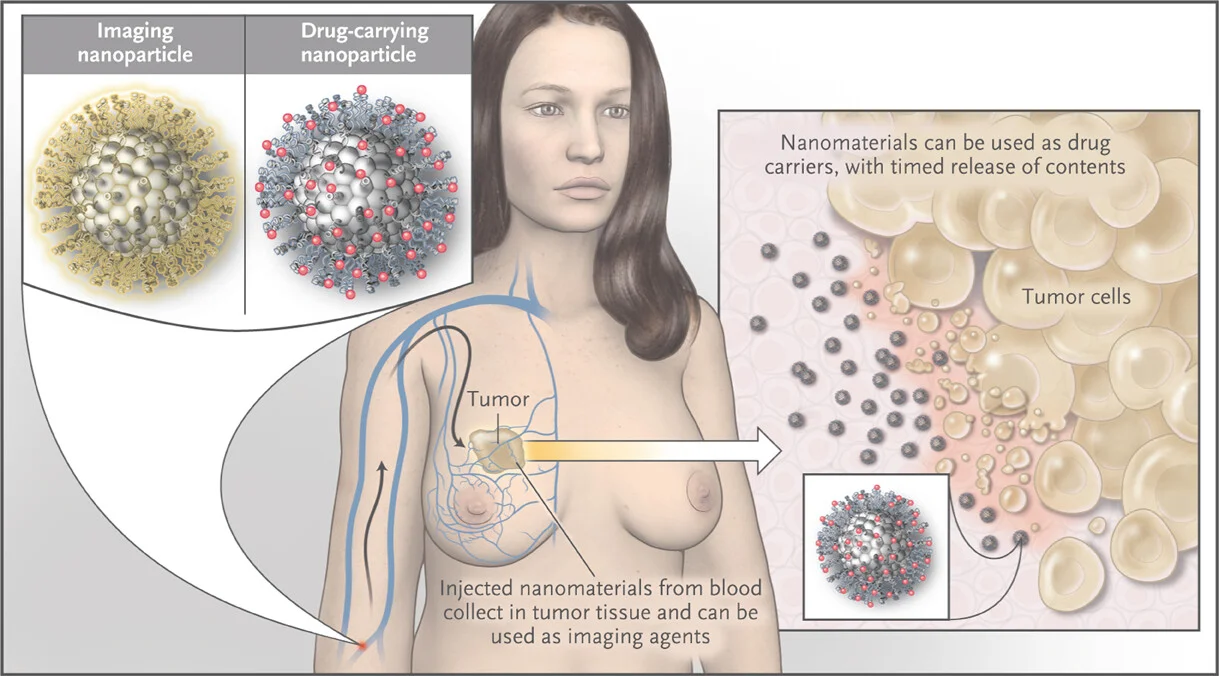 Imaging
nanoparticle
Drug-carrying
nanoparticle
Nanomaterials can be used as drug
carriers, with timed release of contents
Tumor cells
Tumor
Injected nanomaterials from blood
collect in tumor tissue and can be
used as imaging agents